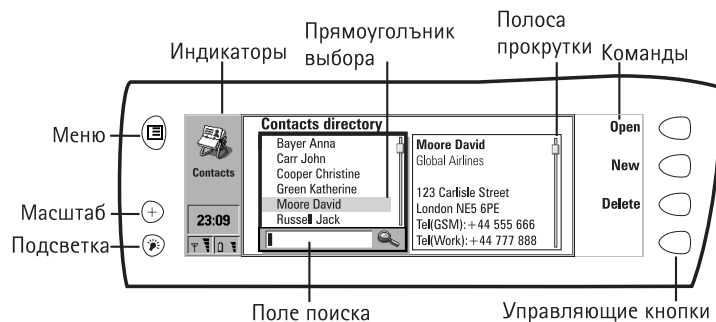 Индикаторы
Прямоуголъник
выбора
Полоса
прокрутки
Команды
Меню
Масштаб
Подсветка
Contacts
23:09
Contacts directory
Bayer Anna
Carr John
Cooper Christine
Green Katherine
Moore David
Russell Jack
Moore David
Global Airlines
123 Carlisle Street
London NE5 6PE
Tel(GSM):+44 555 666
Tel(Work):+44 777 888
Open
New
Delete
Поле поиска
Управляющие кнопки